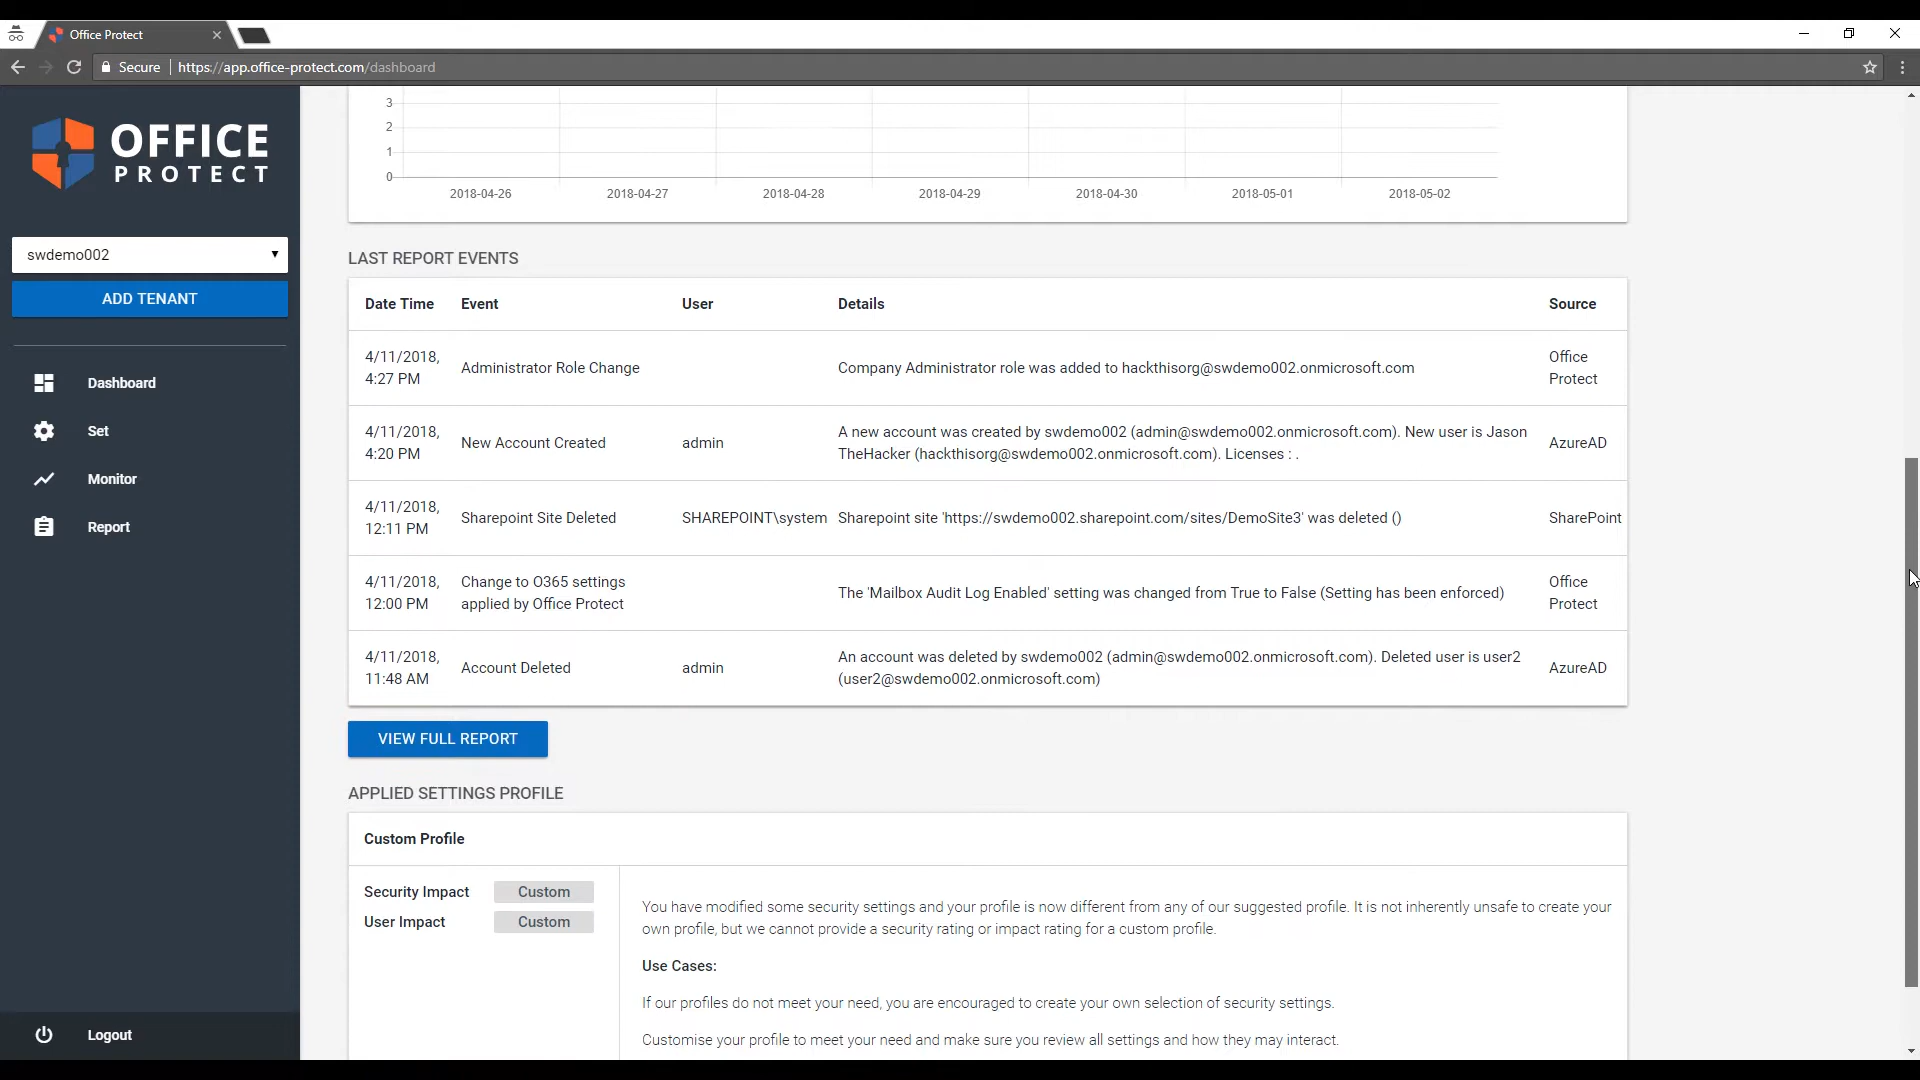 Office Protect
Secure
https://app.office-protect.com/dashboard
OFFICE
PROTECT
swdemo002
ADD TENANT
Dashboard
Set
Monitor
Report
Logout
3
2
1
0
2018-04-26 2018-04-27 2018-04-28 2018-04-29 2018-04-30 2018-05-01 2018-05-02
LAST REPORT EVENTS
Date Time Event User Details Source
4/11/2018,
4:27 PM
Administrator Role Change
Company Administrator role was added to hackthisorg@swdemo002.onmicrosoft.com
Office
Protect
4/11/2018,
4:20 PM
New Account Created
admin
A new account was created by swdemo002 (admin@swdemo002.onmicrosoft.com). New user is Jason
TheHacker (hackthisorg@swdemo002.onmicrosoft.com). Licenses : .
AzureAD
4/11/2018,
12:11 PM
Sharepoint Site Deleted
SHAREPOINT\system
Sharepoint site 'https://swdemo002.sharepoint.com/sites/DemoSite3' was deleted ()
SharePoint
4/11/2018,
12:00 PM
Change to O365 settings
applied by Office Protect
The 'Mailbox Audit Log Enabled' setting was changed from True to False (Setting has been enforced)
Office
Protect
4/11/2018,
11:48 AM
Account Deleted
admin
An account was deleted by swdemo002 (admin@swdemo002.onmicrosoft.com). Deleted user is user2
(user2@swdemo002.onmicrosoft.com)
AzureAD
VIEW FULL REPORT
APPLIED SETTINGS PROFILE
Custom Profile
Security Impact Custom
User Impact Custom
You have modified some security settings and your profile is now different from any of our suggested profile. It is not inherently unsafe to create your
own profile, but we cannot provide a security rating or impact rating for a custom profile.
Use Cases:
If our profiles do not meet your need, you are encouraged to create your own selection of security settings.
Customise your profile to meet your need and make sure you review all settings and how they may interact.